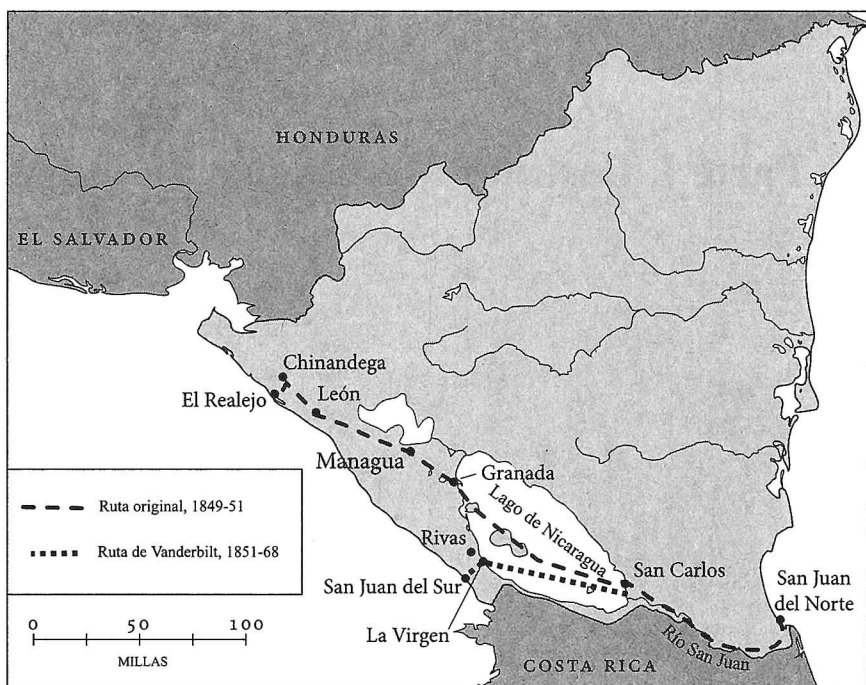 HONDURAS
EL SALVADOR
Chinandega
El Realejo
León
Managua
Granada
Lago de Nicaragua
Rivas
San Carlos
San Juan del Sur
San Juan
del Norte
La Virgen
Río San Juan
COSTA RICA
Ruta original, 1849-51
Ruta de Vanderbilt, 1851-68
0 50 100
MILLAS